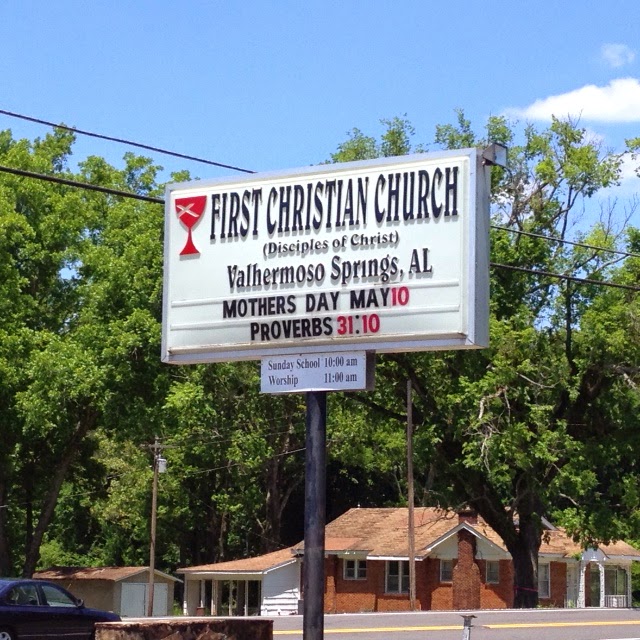 FIRST CHRISTIAN CHURCH
(Disciples of Christ)
Valhermoso Springs, AL
MOTHERS DAY MAY10
PROVERBS 31:10
Sunday School 10:00 am
Worship 11:00 am